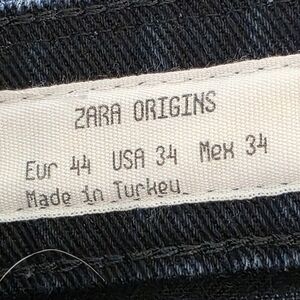 ZARA ORIGINS
Eur 44 USA 34 Mex 34
Made in Turkey